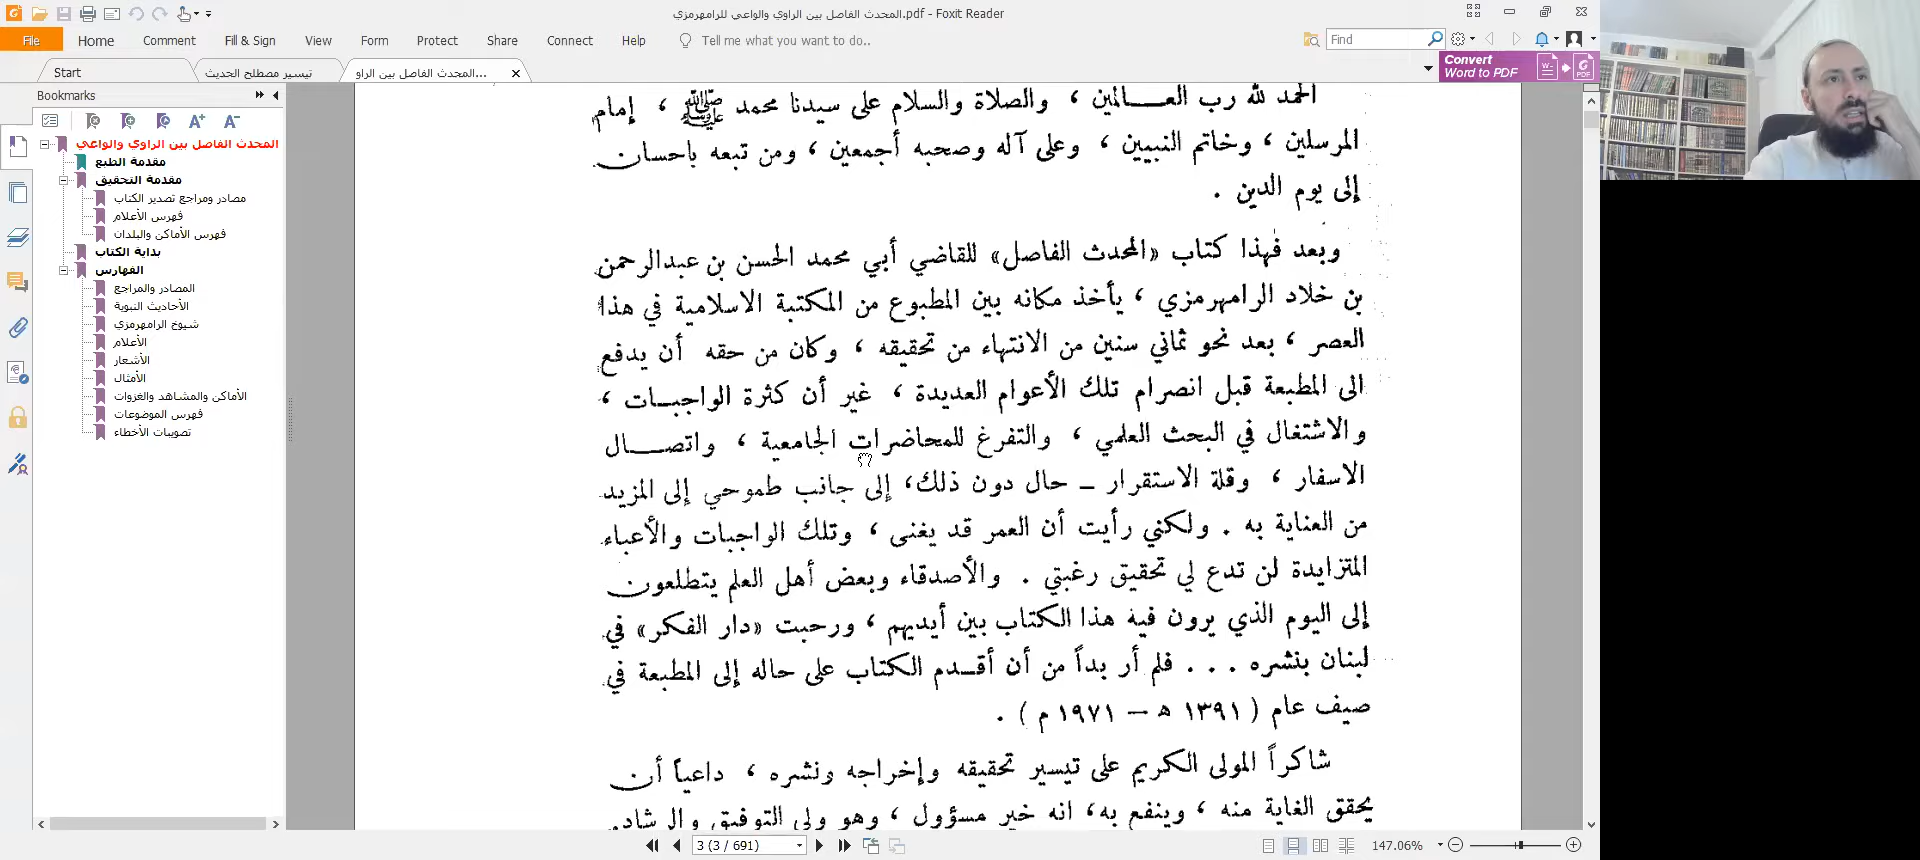 المحدث الفاصل بين الراوي والواعي للرامهرمزي.pdf - Foxit Reader
File Home Comment Fill & Sign View Form Protect Share Connect Help Tell me what you want to do..
Find
Start
تيسير مصطلح الحديث
المحدث الفاصل بين الراو...
Convert
Word to PDF
Bookmarks
المحدث الفاصل بين الراوي والواعي
مقدمة الطبع
مقدمة التحقيق
مصادر ومراجع تصدير الكتاب
فهرس الأعلام
فهرس الأماكن والبلدان
بداية الكتاب
الفهارس
المصادر والمراجع
الأحاديث النبوية
شيوخ الرامهرمزي
الأعلام
الأشعار
الأمثال
الأماكن والمشاهد والغزوات
فهرس الموضوعات
تصويبات الأخطاء
الحمد لله رب العـالمين ، والصلاة والسلام على سيدنا محمد ﷺ ، إمام
المرسلين ، وخاتم النبيين ، وعلى آله وصحبه أجمعين ، ومن تبعه باحسان
إلى يوم الدين .
وبعد فهذا كتاب «المحدث الفاصل» للقاضي أبي محمد الحسن بن عبدالرحمن
بن خلاد الرامهرمزي ، يأخذ مكانه بين المطبوع من المكتبة الاسلامية في هذا
العصر ، بعد نحو ثماني سنين من الانتهاء من تحقيقه ، وكان من حقه أن يدفع
الى المطبعة قبل انصرام تلك الأعوام العديدة ، غير أن كثرة الواجبـات ،
والاشتغال في البحث العلمي ، والتفرغ للمحاضرات الجامعية ، واتصـال
الاسفار ، وقلة الاستقرار – حال دون ذلك، إلى جانب طموحي إلى المزيد
من العناية به . ولكني رأيت أن العمر قد يغنى ، وتلك الواجبات والأعباء
المتزايدة لن تدع لي تحقيق رغبتي . والأصدقاء وبعض أهل العلم يتطلعون
إلى اليوم الذي يرون فيه هذا الكتاب بين أيديهم ، ورحبت «دار الفكر» في
لبنان بنشره . . . فلم أر بداً من أن أقـدم الكتاب على حاله إلى المطبعة في
صيف عام ( ١٣٩١ هـ – ١٩٧١ م ) .
شاكراً المولى الكريم على تيسير تحقيقه وإخراجه ونشره ، داعياً أن
يحقق الغاية منه ، وينفع به، انه خير مسؤول ، وهو ولي التوفيق والرشاد.
3 (3 / 691)
147.06%